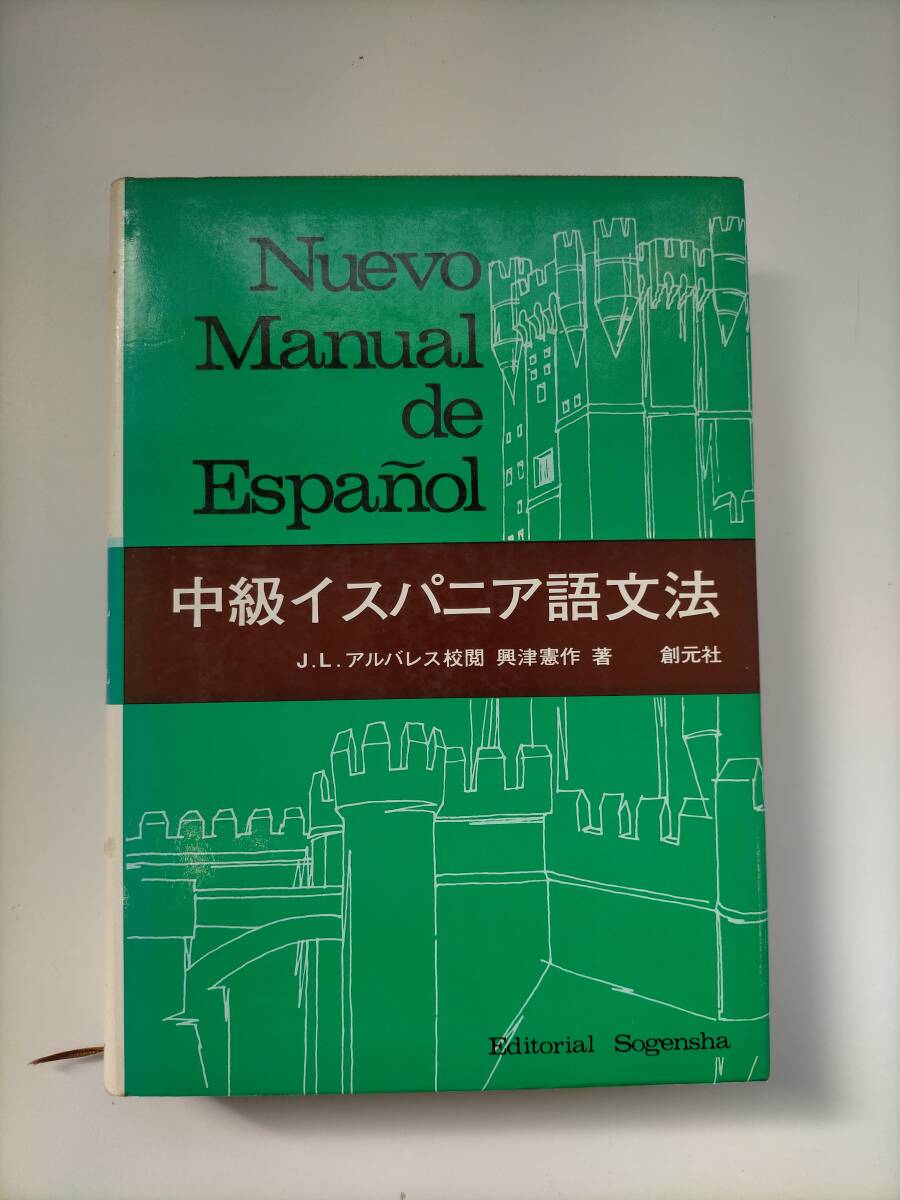 Nuevo
Manual
de
Español
中級イスパニア語文法
J.L.アルバレス校閲 興津憲作 著 創元社
Editorial Sogensha